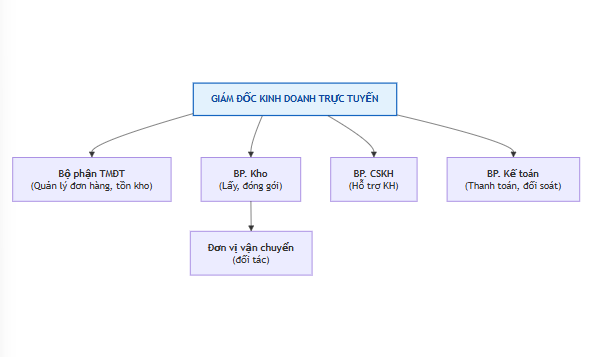 GIÁM ĐỐC KINH DOANH TRỰC TUYẾN
Bộ phận TMĐT
(Quản lý đơn hàng, tồn kho)
BP. Kho
(Lấy, đóng gói)
BP. CSKH
(Hỗ trợ KH)
BP. Kế toán
(Thanh toán, đối soát)
Đơn vị vận chuyển
(đối tác)